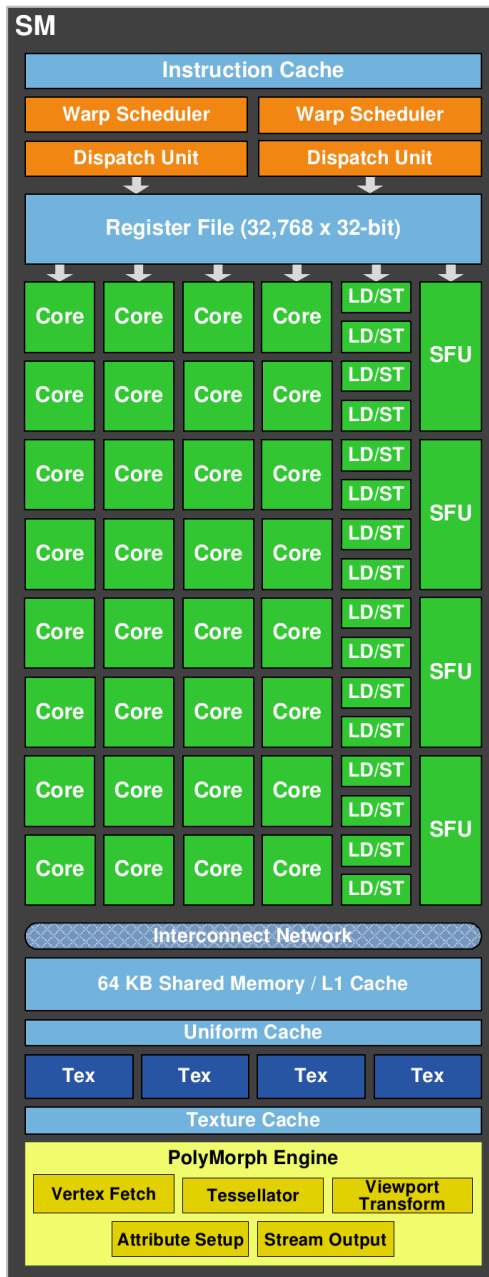 SM
Instruction Cache
Warp Scheduler
Warp Scheduler
Dispatch Unit
Dispatch Unit
Register File (32,768 x 32-bit)
Core Core Core Core
LD/ST
LD/ST
SFU
Core Core Core Core
LD/ST
LD/ST
Core Core Core Core
LD/ST
LD/ST
SFU
Core Core Core Core
LD/ST
LD/ST
Core Core Core Core
LD/ST
LD/ST
SFU
Core Core Core Core
LD/ST
LD/ST
Core Core Core Core
LD/ST
LD/ST
SFU
Core Core Core Core
LD/ST
LD/ST
Interconnect Network
64 KB Shared Memory / L1 Cache
Uniform Cache
Tex Tex Tex Tex
Texture Cache
PolyMorph Engine
Vertex Fetch
Tessellator
Viewport
Transform
Attribute Setup
Stream Output